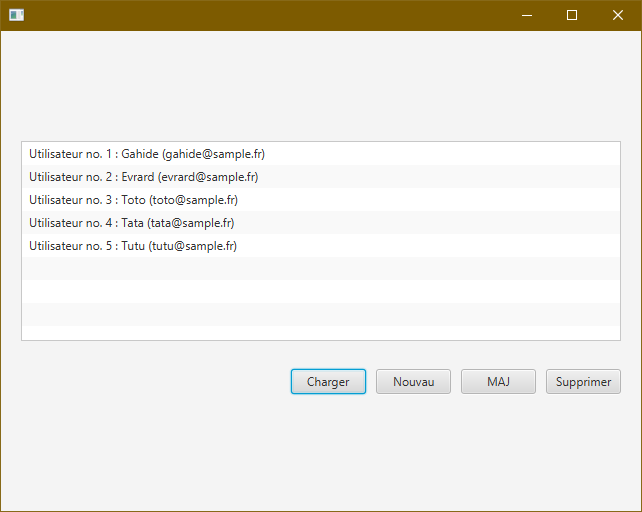 Utilisateur no. 1 : Gahide (gahide@sample.fr)
Utilisateur no. 2 : Evrard (evrard@sample.fr)
Utilisateur no. 3 : Toto (toto@sample.fr)
Utilisateur no. 4 : Tata (tata@sample.fr)
Utilisateur no. 5 : Tutu (tutu@sample.fr)
Charger Nouvau MAJ Supprimer